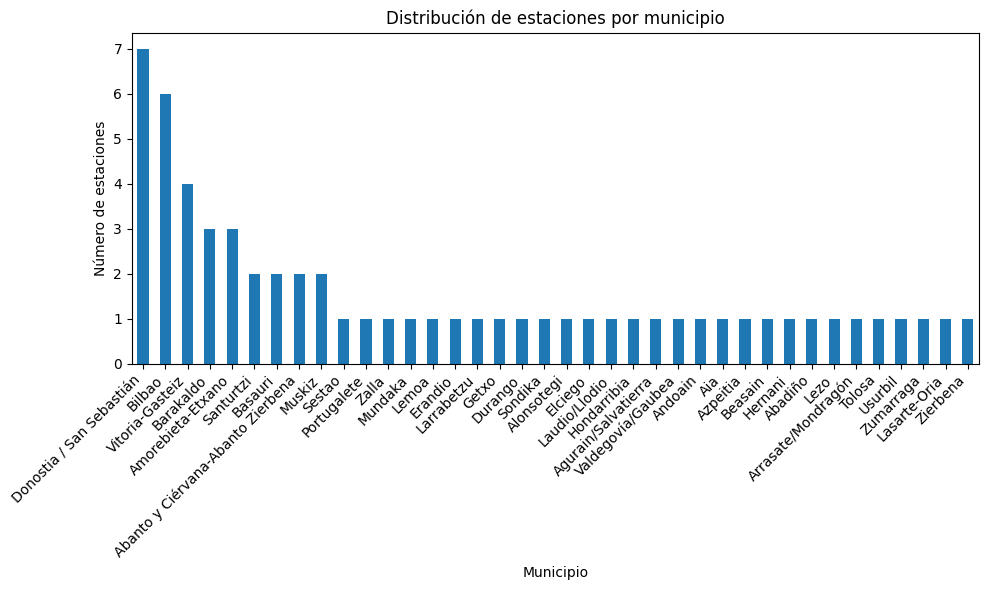 Distribución de estaciones por municipio
Número de estaciones
7
6
5
4
3
2
1
0
Donostia / San Sebastián
Bilbao
Vitoria-Gasteiz
Barakaldo
Amorebieta-Etxano
Santurtzi
Basauri
Abanto y Ciérvana-Abanto Zierbena
Muskiz
Sestao
Portugalete
Zalla
Mundaka
Lemoa
Erandio
Larrabetzu
Getxo
Durango
Sondika
Alonsotegi
Elciego
Laudio/Llodio
Hondarribia
Agurain/Salvatierra
Valdegovía/Gaubea
Andoain
Aia
Azpeitia
Beasain
Hernani
Abadiño
Lezo
Arrasate/Mondragón
Tolosa
Usurbil
Zumarraga
Lasarte-Oria
Zierbena
Municipio